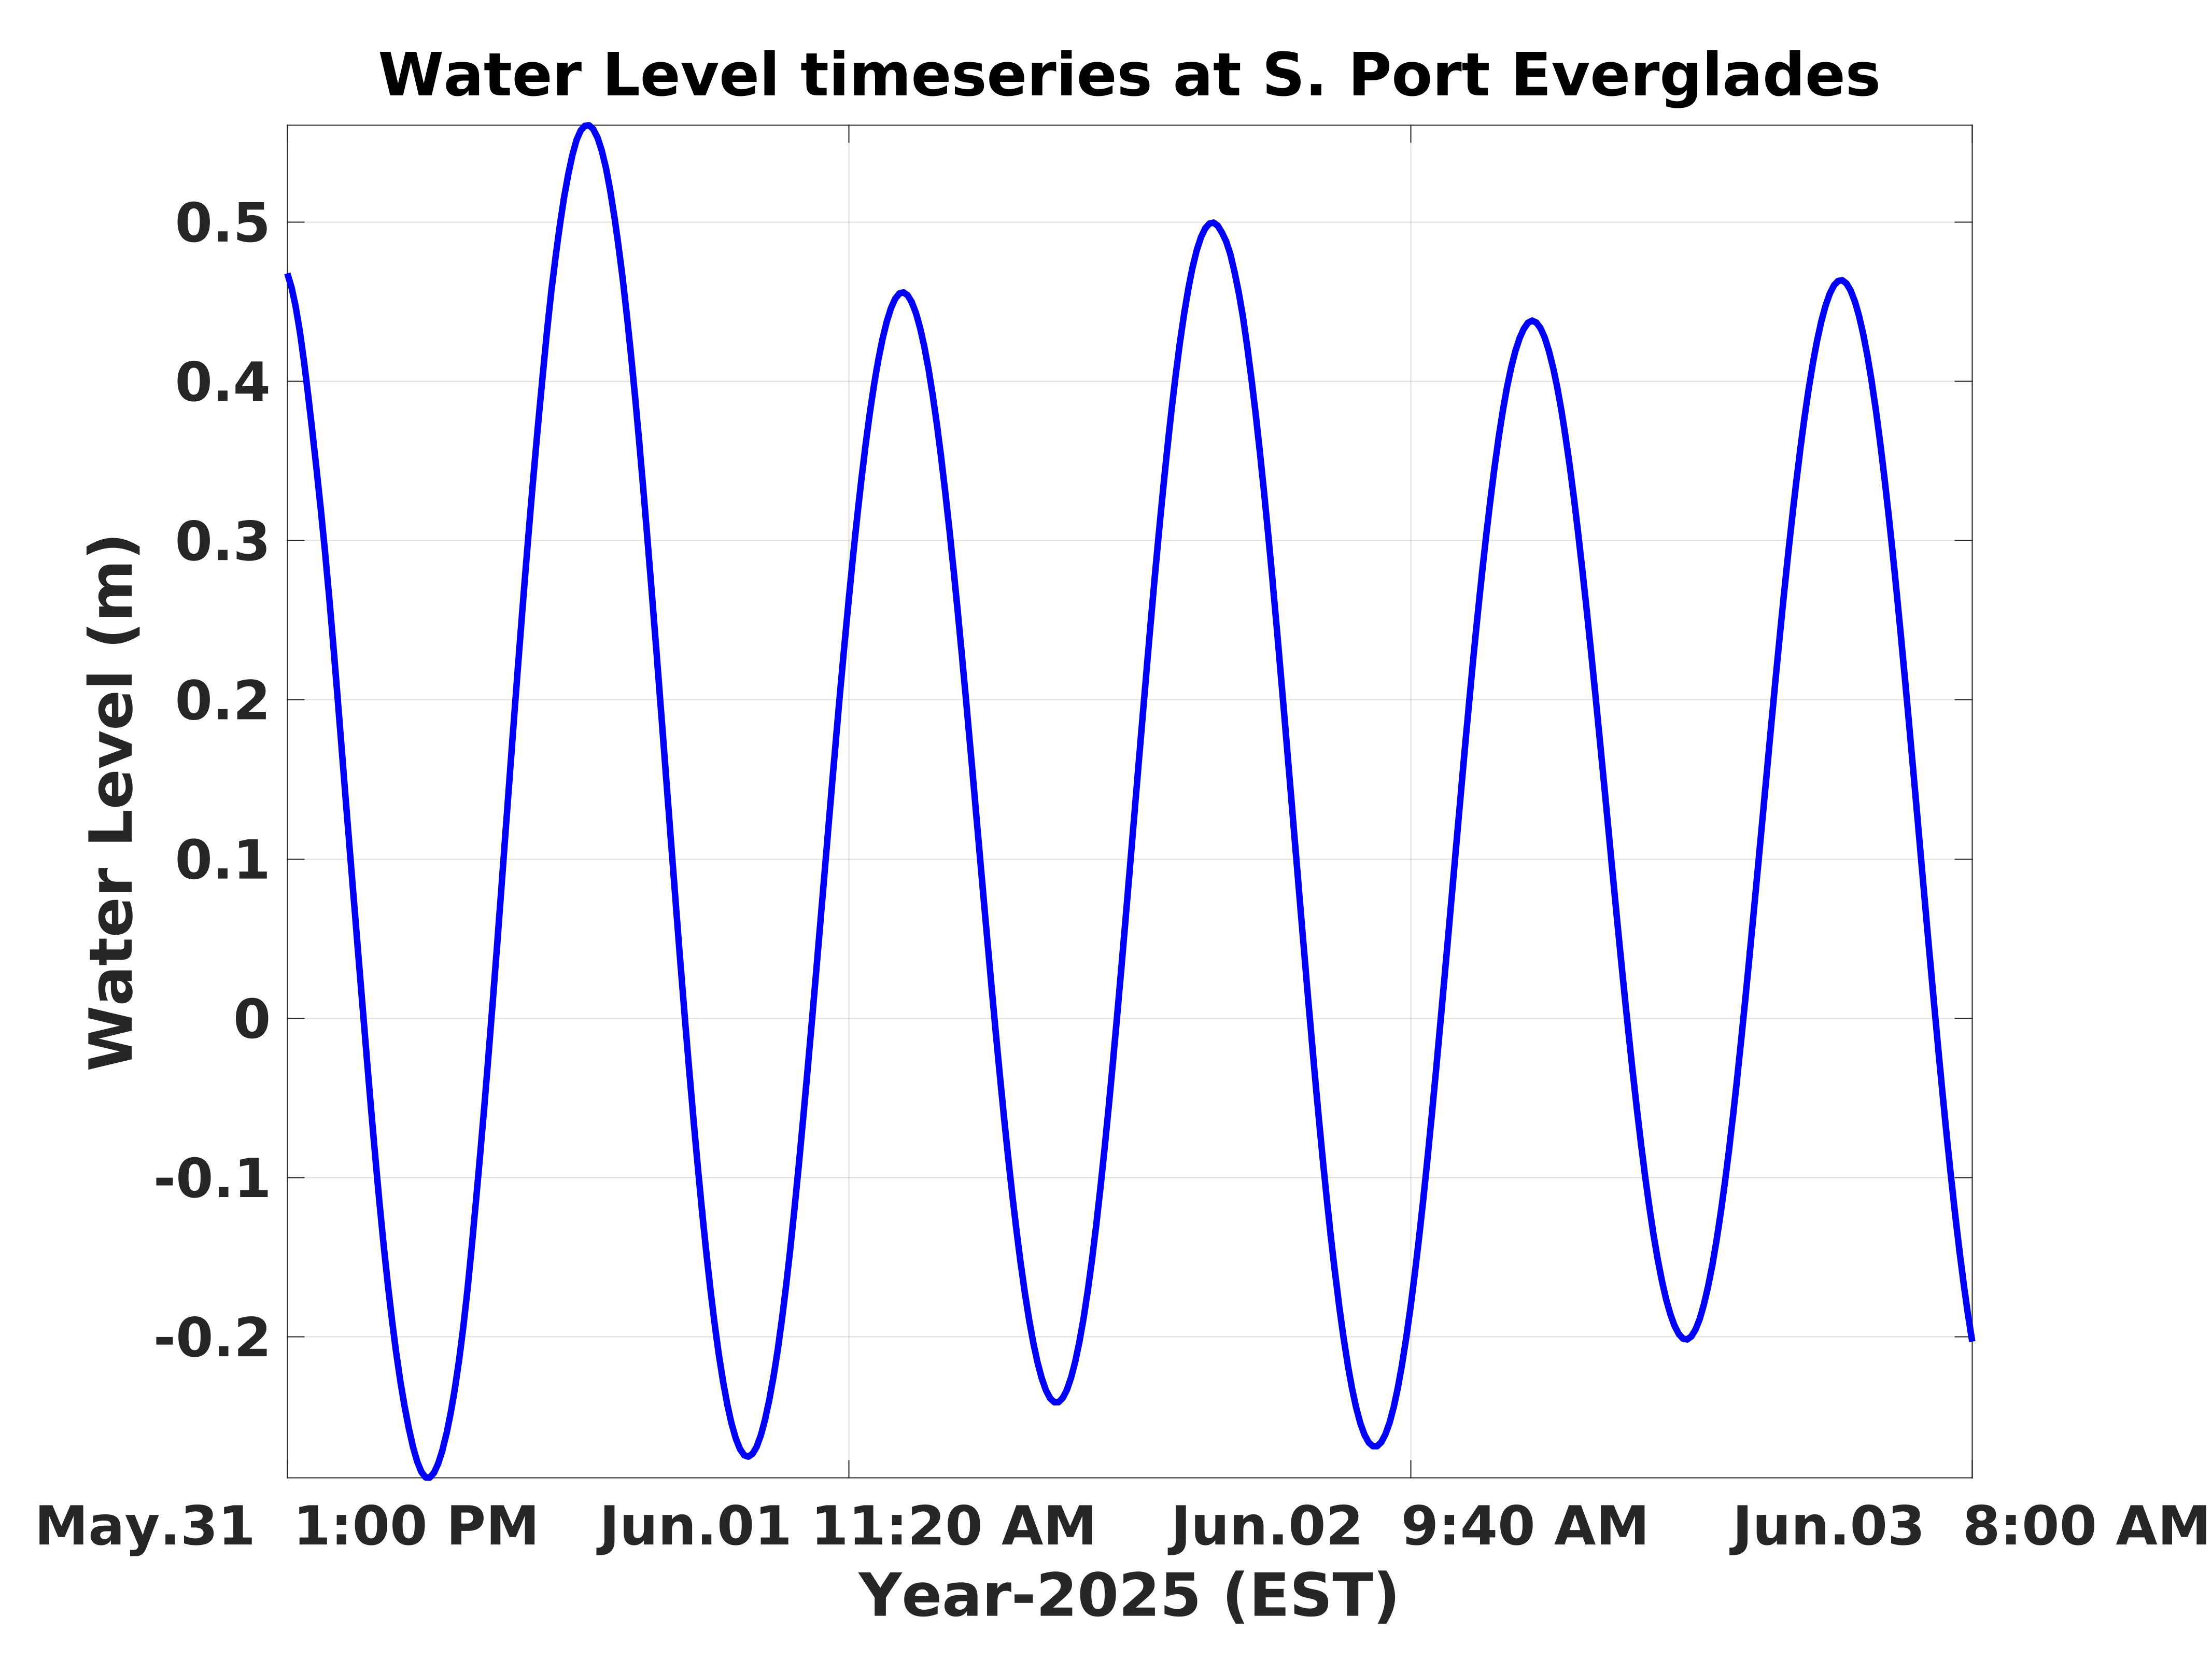 Water Level timeseries at S. Port Everglades
Water Level (m)
0.5
0.4
0.3
0.2
0.1
0
-0.1
-0.2
May.31 1:00 PM Jun.01 11:20 AM Jun.02 9:40 AM Jun.03 8:00 AM
Year-2025 (EST)